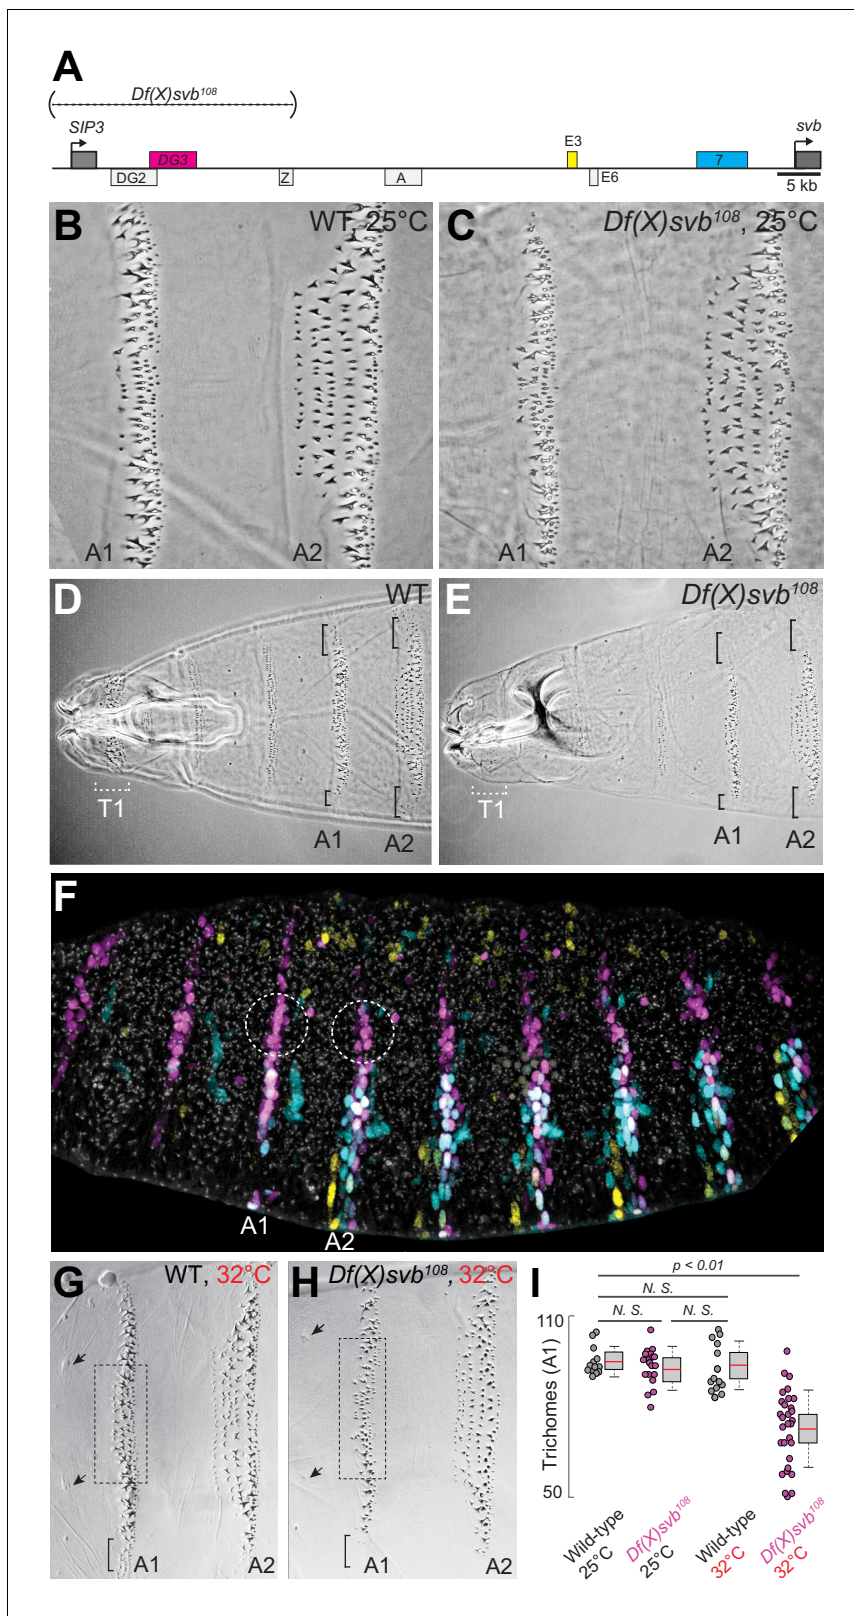 A
Df(X)svb108
SIP3
DG3
E3
7
svb
DG2
Z
A
E6
5 kb
B
WT, 25°C
A1
A2
C
Df(X)svb108, 25°C
A1
A2
D
WT
T1
A1
A2
E
Df(X)svb108
T1
A1
A2
F
A1
A2
G
WT, 32°C
A1
A2
H
Df(X)svb108, 32°C
A1
A2
I
p < 0.01
N. S.
N. S. N. S.
110
Trichomes (A1)
50
Wild-type 25°C
Df(X)svb108 25°C
Wild-type 32°C
Df(X)svb108 32°C